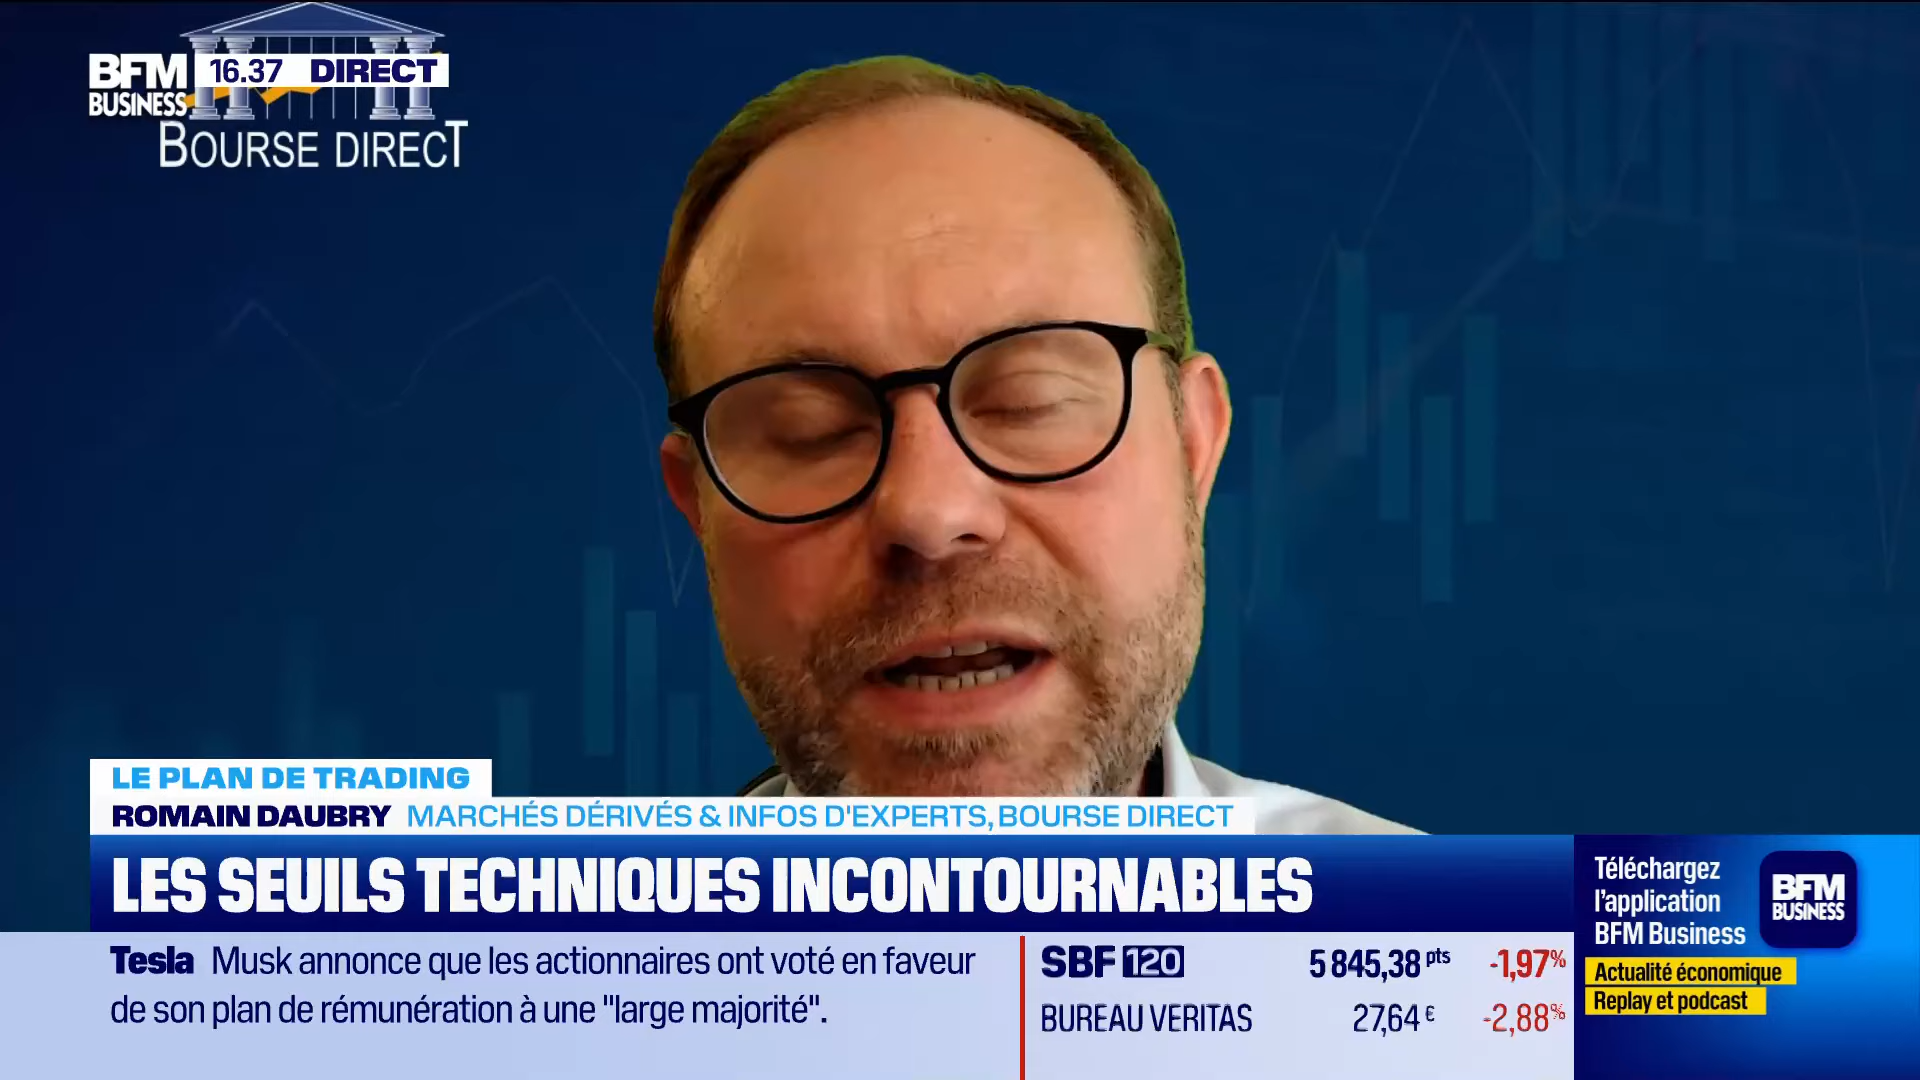 BFM
BUSINESS
16.37 DIRECT
BOURSE DIRECT
LE PLAN DE TRADING
ROMAIN DAUBRY MARCHÉS DÉRIVÉS & INFOS D'EXPERTS, BOURSE DIRECT
LES SEUILS TECHNIQUES INCONTOURNABLES
Tesla Musk annonce que les actionnaires ont voté en faveur
de son plan de rémunération à une "large majorité".
SBF 120 5 845,38 pts -1,97%
BUREAU VERITAS 27,64 € -2,88%
Téléchargez
l'application
BFM Business
BFM
BUSINESS
Actualité économique
Replay et podcast